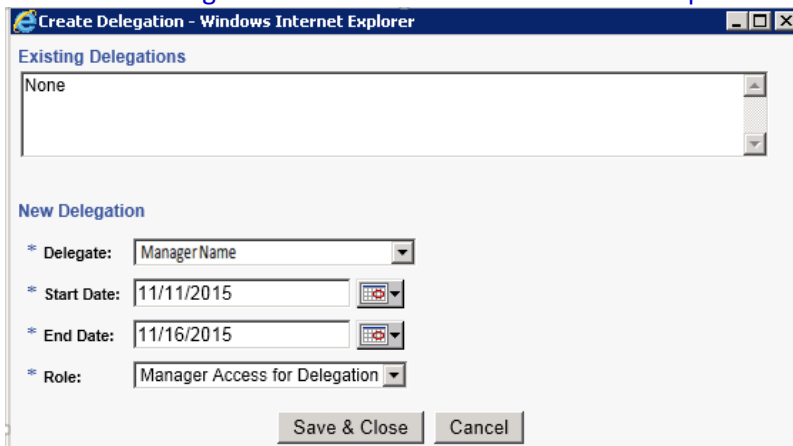 Create Delegation - Windows Internet Explorer
Existing Delegations
None
New Delegation
* Delegate: Manager Name
* Start Date: 11/11/2015
* End Date: 11/16/2015
* Role: Manager Access for Delegation
Save & Close Cancel